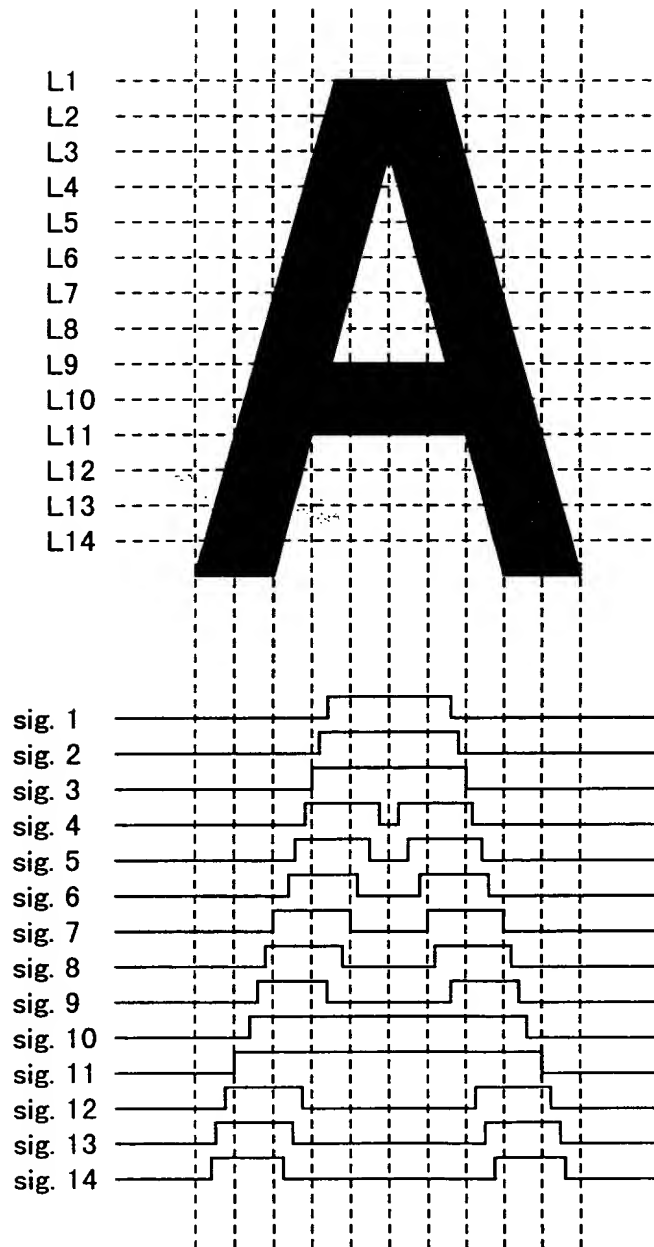 L1
L2
L3
L4
L5
L6
L7
L8
L9
L10
L11
L12
L13
L14
A
sig. 1
sig. 2
sig. 3
sig. 4
sig. 5
sig. 6
sig. 7
sig. 8
sig. 9
sig. 10
sig. 11
sig. 12
sig. 13
sig. 14